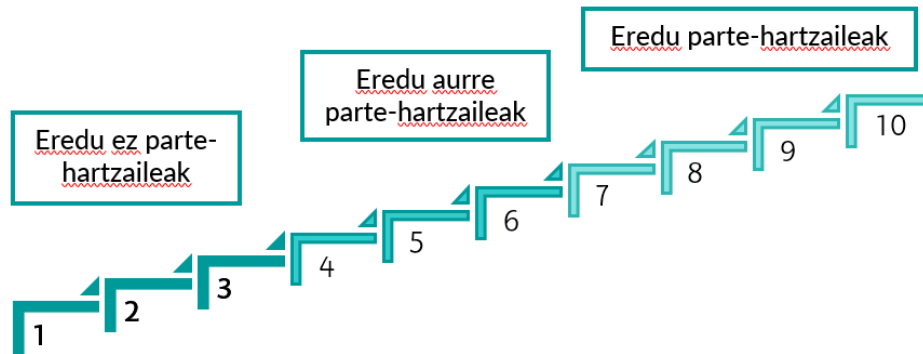 Eredu ez parte-
hartzaileak
Eredu aurre
parte-hartzaileak
Eredu parte-hartzaileak
1
2
3
4
5
6
7
8
9
10